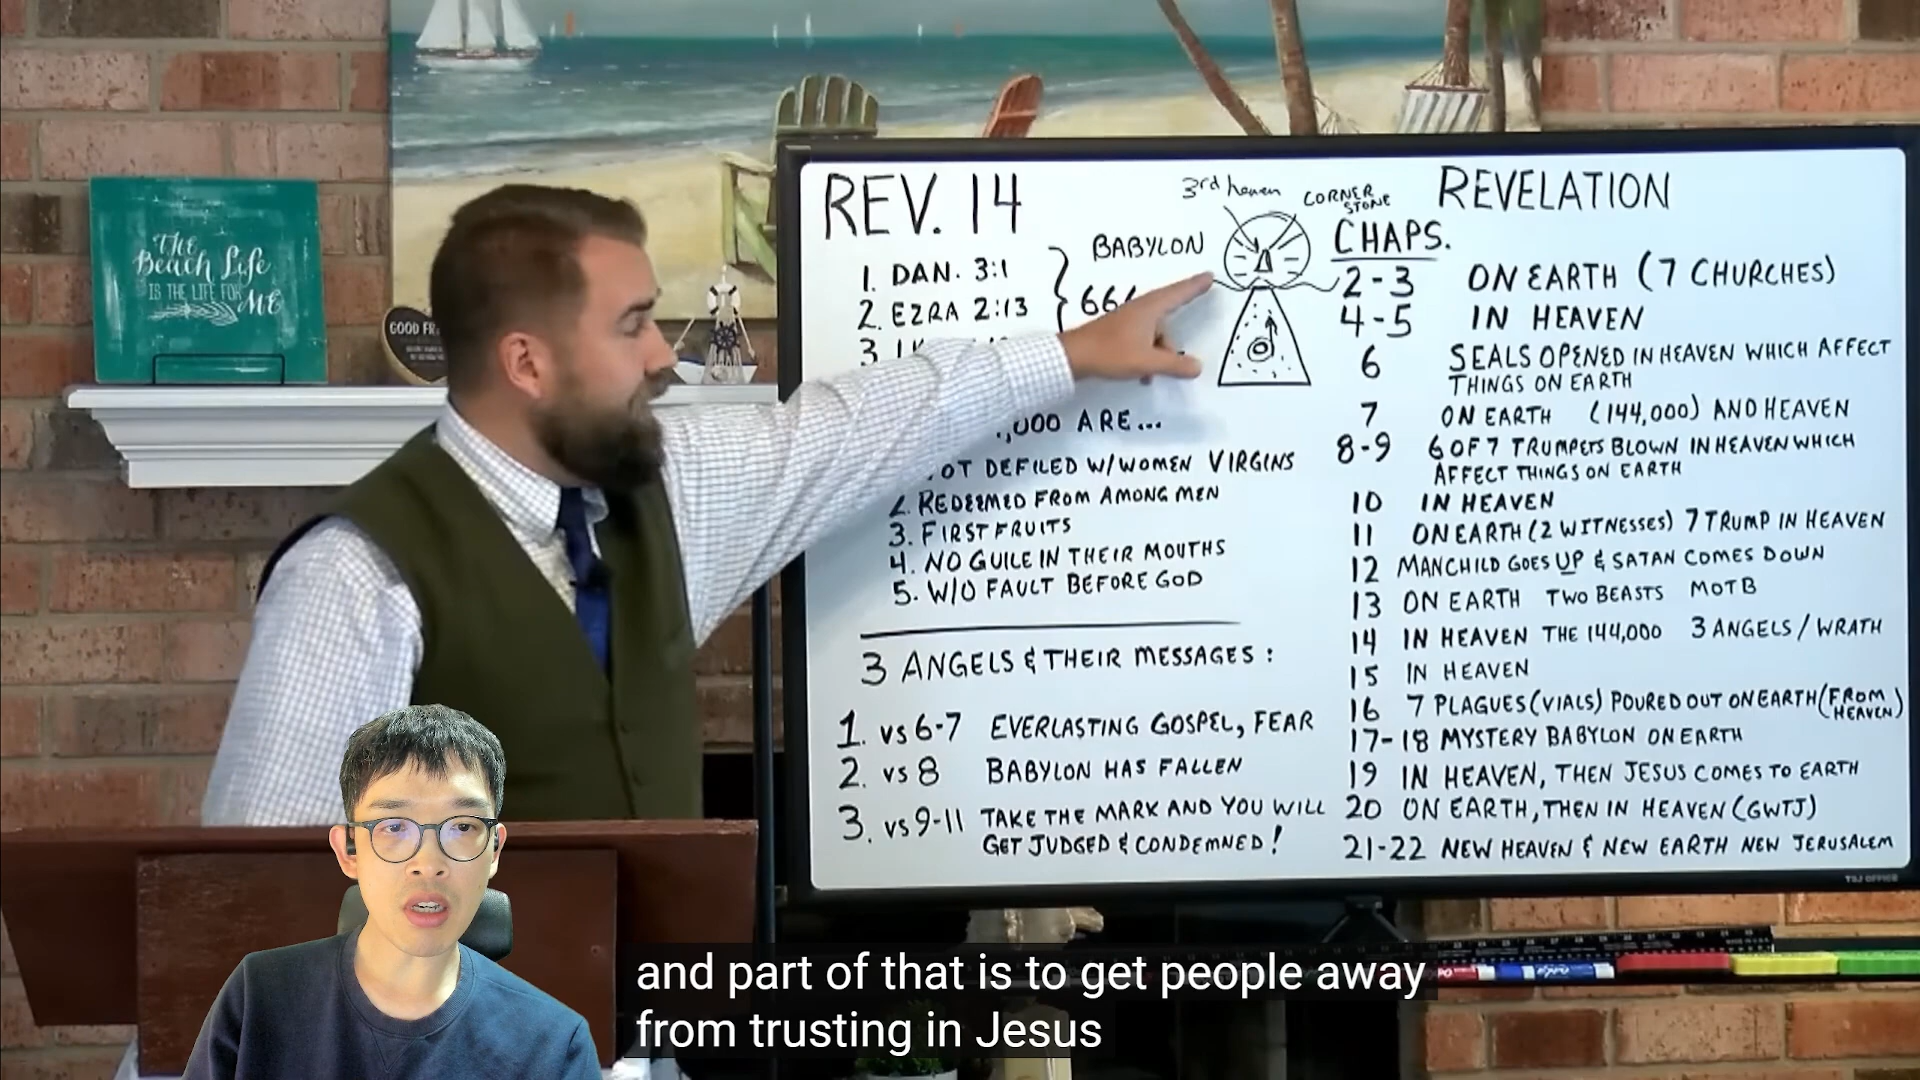 The
Beach Life
IS THE LIFE FOR
ME
GOOD FR
REV. 14
1. DAN. 3:1
2. EZRA 2:13
3.
BABYLON
3rd heaven
CORNER
STONE
,000 ARE...
OT DEFILED W/WOMEN VIRGINS
2. REDEEMED FROM AMONG MEN
3. FIRST FRUITS
4. NO GUILE IN THEIR MOUTHS
5. W/O FAULT BEFORE GOD
3 ANGELS & THEIR MESSAGES :
1. vs 6-7 EVERLASTING GOSPEL, FEAR
2. vs 8 BABYLON HAS FALLEN
3. vs 9-11 TAKE THE MARK AND YOU WILL
GET JUDGED & CONDEMNED !
REVELATION
CHAPS.
2-3 ON EARTH (7 CHURCHES)
4-5 IN HEAVEN
6 SEALS OPENED IN HEAVEN WHICH AFFECT
THINGS ON EARTH
7 ON EARTH (144,000) AND HEAVEN
8-9 6 OF 7 TRUMPETS BLOWN IN HEAVEN WHICH
AFFECT THINGS ON EARTH
10 IN HEAVEN
11 ON EARTH (2 WITNESSES) 7 TRUMP IN HEAVEN
12 MANCHILD GOES UP & SATAN COMES DOWN
13 ON EARTH TWO BEASTS MOTB
14 IN HEAVEN THE 144,000 3 ANGELS / WRATH
15 IN HEAVEN
16 7 PLAGUES (VIALS) POURED OUT ON EARTH (FROM
HEAVEN)
17-18 MYSTERY BABYLON ON EARTH
19 IN HEAVEN, THEN JESUS COMES TO EARTH
20 ON EARTH, THEN IN HEAVEN (GWTJ)
21-22 NEW HEAVEN & NEW EARTH NEW JERUSALEM
and part of that is to get people away
from trusting in Jesus